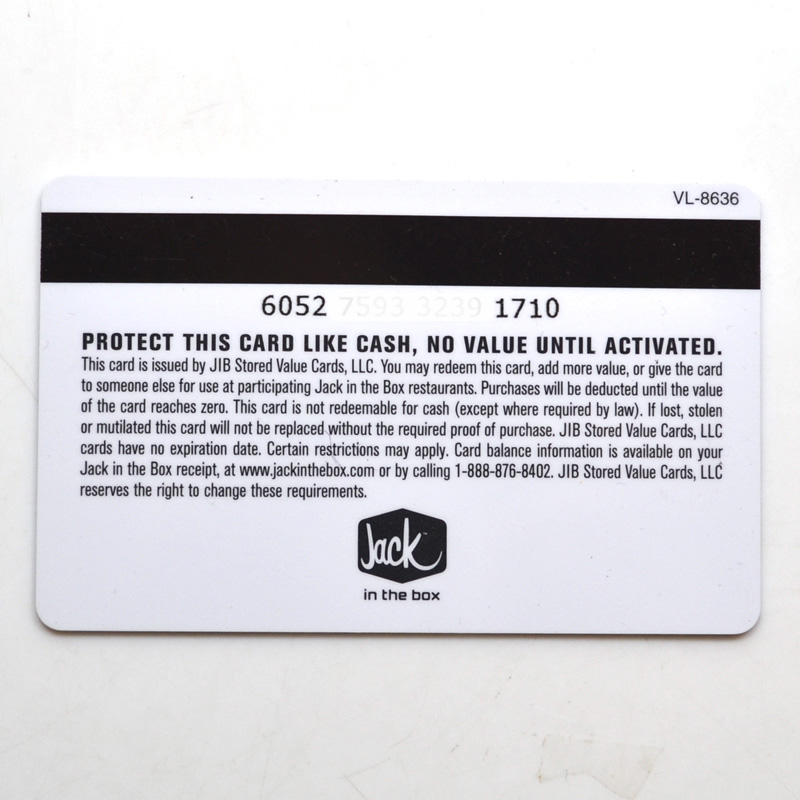 VL-8636
6052 7593 3239 1710
PROTECT THIS CARD LIKE CASH, NO VALUE UNTIL ACTIVATED.
This card is issued by JIB Stored Value Cards, LLC. You may redeem this card, add more value, or give the card
to someone else for use at participating Jack in the Box restaurants. Purchases will be deducted until the value
of the card reaches zero. This card is not redeemable for cash (except where required by law). If lost, stolen
or mutilated this card will not be replaced without the required proof of purchase. JIB Stored Value Cards, LLC
cards have no expiration date. Certain restrictions may apply. Card balance information is available on your
Jack in the Box receipt, at www.jackinthebox.com or by calling 1-888-876-8402. JIB Stored Value Cards, LLC
reserves the right to change these requirements.
Jack™
in the box